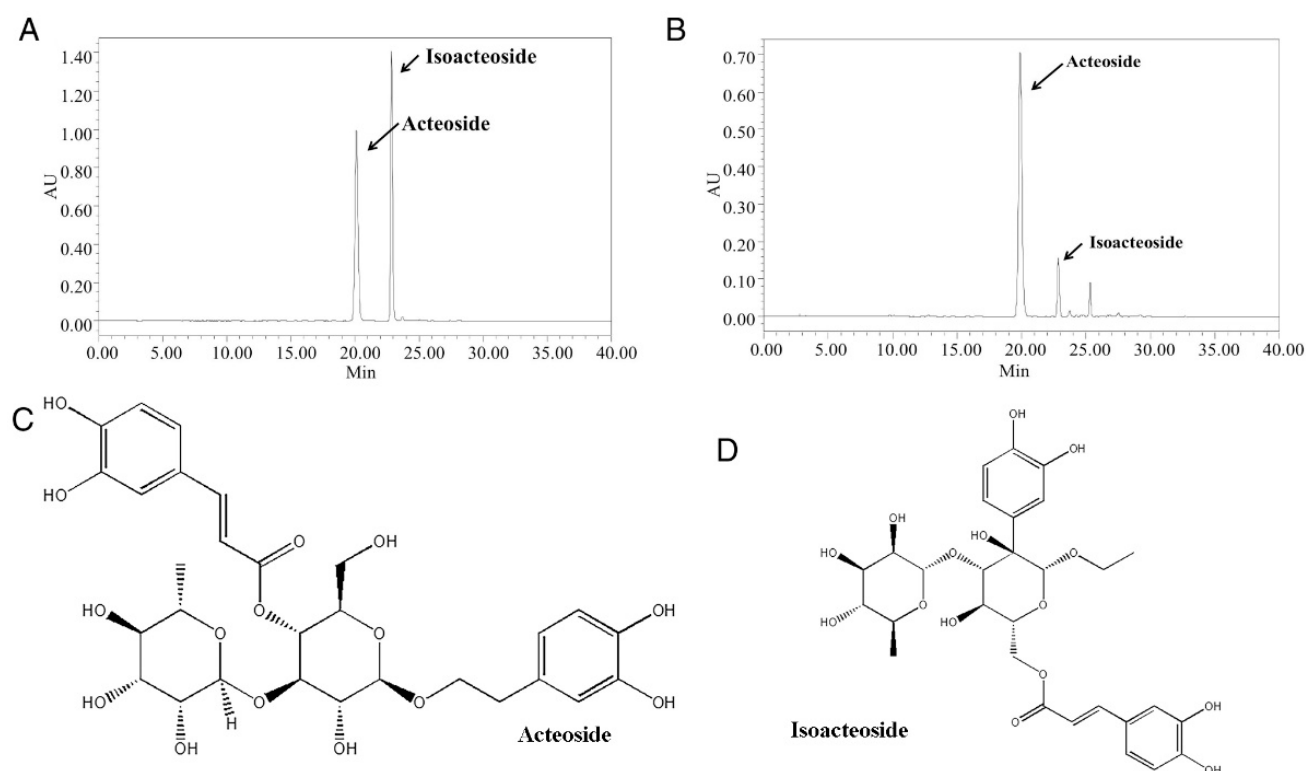 A
1.40
1.20
1.00
0.80
0.60
0.40
0.20
0.00
AU
Isoacteoside
Acteoside
0.00 5.00 10.00 15.00 20.00 25.00 30.00 35.00 40.00
Min
B
0.70
0.60
0.50
0.40
0.30
0.20
0.10
0.00
AU
Acteoside
Isoacteoside
0.00 5.00 10.00 15.00 20.00 25.00 30.00 35.00 40.00
Min
C
HO
HO
O
OH
O
HO
O
O
OH
HO
O
O
OH
HO
H
OH
OH
Acteoside
D
OH
HO
OH
HO
HO
O
O
O
HO
O
HO
O
O
O
OH
OH
Isoacteoside